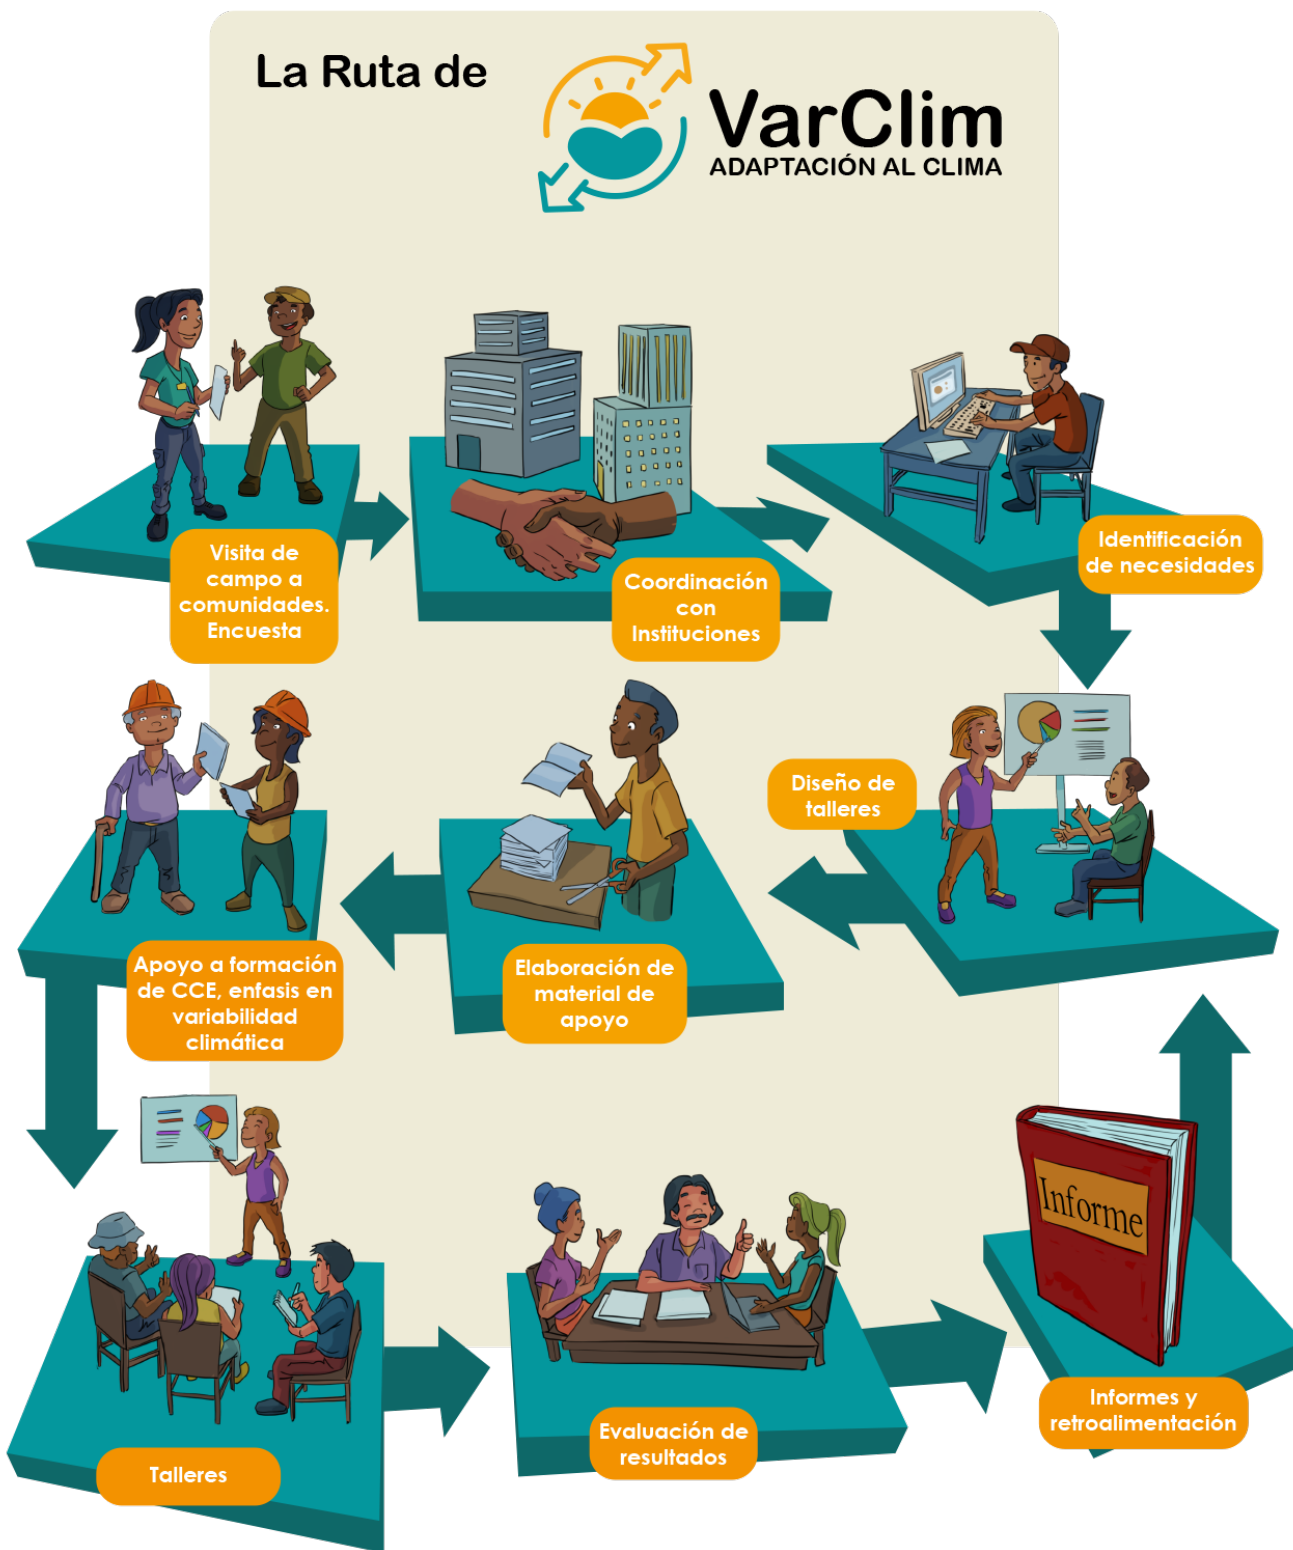 La Ruta de
VarClim
ADAPTACIÓN AL CLIMA
Visita de
campo a
comunidades.
Encuesta
Coordinación
con
Instituciones
Identificación
de necesidades
Diseño de
talleres
Elaboración de
material de
apoyo
Apoyo a formación
de CCE, enfasis en
variabilidad
climática
Talleres
Evaluación de
resultados
Informe
Informes y
retroalimentación